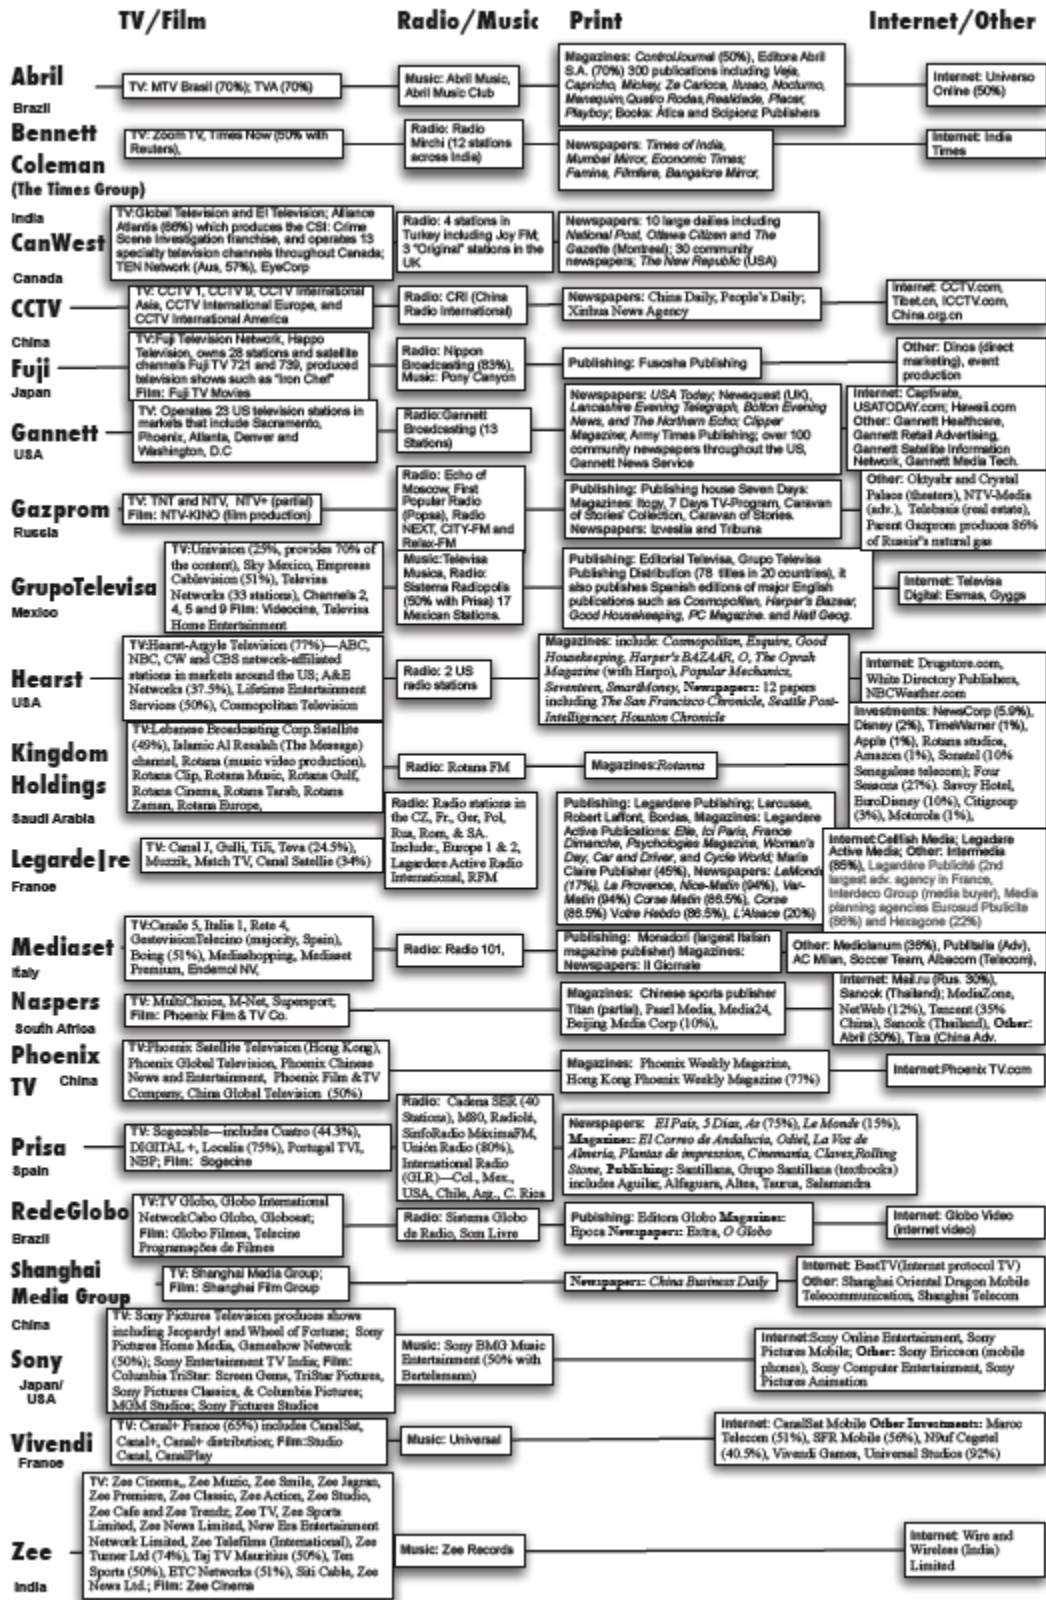 TV/Film
Radio/Music
Print
Internet/Other
Abril
Brazil
TV: MTV Brasil (70%); TVA (70%)
Music: Abril Music,
Abril Music Club
Magazines: ControlJournal (50%), Editora Abril
S.A. (70%) 300 publications including Veja,
Capricho, Mickey, Ze Carioca, Ilusao, Nocturno,
Manequim, Quatro Rodas, Realidade, Placar,
Playboy; Books: Ática and Scipionz Publishers
Internet: Universo
Online (50%)
Bennett
Coleman
(The Times Group)
India
TV: Zoom TV, Times Now (50% with
Reuters),
Radio: Radio
Mirchi (12 stations
across India)
Newspapers: Times of India,
Mumbai Mirror, Economic Times;
Famina, Filmfare, Bangalore Mirror,
Internet: India
Times
CanWest
Canada
TV:Global Television and EI Television; Alliance
Atlantis (66%) which produces the CSI: Crime
Scene Investigation franchise, and operates 13
specialty television channels throughout Canada;
TEN Network (Aus, 57%), EyeCorp
Radio: 4 stations in
Turkey including Joy FM;
3 "Original" stations in the
UK
Newspapers: 10 large dailies including
National Post, Ottawa Citizen and The
Gazette (Montreal); 30 community
newspapers; The New Republic (USA)
CCTV
China
TV: CCTV 1, CCTV 9, CCTV International
Asia, CCTV International Europe, and
CCTV International America
Radio: CRI (China
Radio International)
Newspapers: China Daily, People's Daily;
Xinhua News Agency
Internet: CCTV.com,
Tibet.cn, ICCTV.com,
China.org.cn
Fuji
Japan
TV:Fuji Television Network, Happo
Television, owns 28 stations and satellite
channels Fuji TV 721 and 739, produced
television shows such as "Iron Chef"
Film: Fuji TV Movies
Radio: Nippon
Broadcasting (83%),
Music: Pony Canyon
Publishing: Fusosha Publishing
Other: Dinos (direct
marketing), event
production
Gannett
USA
TV: Operates 23 US television stations in
markets that include Sacramento,
Phoenix, Atlanta, Denver and
Washington, D.C
Radio:Gannett
Broadcasting (13
Stations)
Newspapers: USA Today; Newsquest (UK),
Lancashire Evening Telegraph, Bolton Evening
News, and The Northern Echo; Clipper
Magazine; Army Times Publishing; over 100
community newspapers throughout the US,
Gannett News Service
Internet: Captivate,
USATODAY.com; Hawaii.com
Other: Gannett Healthcare,
Gannett Retail Advertising,
Gannett Satellite Information
Network, Gannett Media Tech.
Gazprom
Russia
TV: TNT and NTV, NTV+ (partial)
Film: NTV-KINO (film production)
Radio: Echo of
Moscow, First
Popular Radio
(Popsa), Radio
NEXT, CITY-FM and
Relax-FM
Publishing: Publishing house Seven Days:
Magazines: Itogy, 7 Days TV-Program, Caravan
of Stories' Collection, Caravan of Stories.
Newspapers: Izvestia and Tribuna
Other: Oktyabr and Crystal
Palace (theaters), NTV-Media
(adv.), Telebasis (real estate),
Parent Gazprom produces 86%
of Russia's natural gas
GrupoTelevisa
Mexico
TV:Univision (25%, provides 70% of
the content), Sky Mexico, Empresas
Cablevision (51%), Televisa
Networks (33 stations), Channels 2,
4, 5 and 9 Film: Videocine, Televisa
Home Entertainment
Music:Televisa
Musica, Radio:
Sistema Radiopolis
(50% with Prisa) 17
Mexican Stations.
Publishing: Editorial Televisa, Grupo Televisa
Publishing Distribution (78 titles in 20 countries), it
also publishes Spanish editions of major English
publications such as Cosmopolitan, Harper's Bazaar,
Good Housekeeping, PC Magazine. and Natl Geog.
Internet: Televisa
Digital: Esmas, Gyggs
Hearst
USA
TV:Hearst-Argyle Television (77%)—ABC,
NBC, CW and CBS network-affiliated
stations in markets around the US; A&E
Networks (37.5%), Lifetime Entertainment
Services (50%), Cosmopolitan Television
Radio: 2 US
radio stations
Magazines: include: Cosmopolitan, Esquire, Good
Housekeeping, Harper's BAZAAR, O, The Oprah
Magazine (with Harpo), Popular Mechanics,
Seventeen, SmartMoney, Newspapers: 12 papers
including The San Francisco Chronicle, Seattle Post-
Intelligencer, Houston Chronicle
Internet: Drugstore.com,
White Directory Publishers,
NBCWeather.com
Kingdom
Holdings
Saudi Arabia
TV:Lebanese Broadcasting Corp.Satellite
(49%), Islamic Al Resalah (The Message)
channel, Rotana (music video production),
Rotana Clip, Rotana Music, Rotana Gulf,
Rotana Cinema, Rotana Tarab, Rotana
Zaman, Rotana Europe,
Radio: Rotana FM
Magazines:Rotanna
Investments: NewsCorp (5.9%),
Disney (2%), TimeWarner (1%),
Apple (1%), Rotana studios,
Amazon (1%), Sonatel (10%
Senegalese telecom); Four
Seasons (27%). Savoy Hotel,
EuroDisney (10%), Citigroup
(3%), Motorola (1%),
Legarde|re
France
TV: Canal J, Gulli, TiJi, Teva (24.5%),
Muzzik, Match TV, Canal Satellie (34%)
Radio: Radio stations in
the CZ, Fr., Ger, Pol,
Rus, Rom, & SA.
Include:, Europe 1 & 2,
Lagardere Active Radio
International, RFM
Publishing: Legardere Publishing; Larousse,
Robert Laffont, Bordas, Magazines: Legardere
Active Publications: Elle, Ici Paris, France
Dimanche, Psychologies Magazine, Woman's
Day, Car and Driver, and Cycle World; Marie
Claire Publisher (45%), Newspapers: LeMonde
(17%), La Provence, Nice-Matin (94%), Var-
Matin (94%) Corse Matin (86.5%), Corse
(86.5%) Votre Hebdo (86.5%), L'Alsace (20%)
Internet:Cellfish Media; Legadere
Active Media; Other: Intermedia
(85%), Legardère Publicité (2nd
largest adv. agency in France,
Interdeco Group (media buyer), Media
planning agencies Eurosud Pbulicite
(86%) and Hexagone (22%)
Mediaset
Italy
TV:Canale 5, Italia 1, Rete 4,
GestevisionTelecino (majority, Spain),
Boing (51%), Mediashopping, Mediaset
Premium, Endemol NV,
Radio: Radio 101,
Publishing: Monadori (largest Italian
magazine publisher) Magazines:
Newspapers: Il Giornale
Other: Mediolanum (36%), Publitalia (Adv),
AC Milan, Soccer Team, Albacom (Telecom),
Naspers
South Africa
TV: MultiChoice, M-Net, Supersport;
Film: Phoenix Film & TV Co.
Magazines: Chinese sports publisher
Titan (partial), Paarl Media, Media24,
Beijing Media Corp (10%),
Internet: Mail.ru (Rus. 30%),
Sanook (Thailand); MediaZone,
NetWeb (12%), Tencent (35%
China), Sanook (Thailand), Other:
Abril (30%), Tixa (China Adv.
Phoenix
TV
China
TV:Phoenix Satellite Television (Hong Kong),
Phoenix Global Television, Phoenix Chinese
News and Entertainment, Phoenix Film &TV
Company, China Global Television (50%)
Magazines: Phoenix Weekly Magazine,
Hong Kong Phoenix Weekly Magazine (77%)
Internet:Phoenix TV.com
Prisa
Spain
TV: Sogecable—includes Cuatro (44.3%),
DIGITAL +, Localia (75%), Portugal TVI,
NBP; Film: Sogecine
Radio: Cadena SER (40
Stations), M80, Radiolé,
SinfoRadio MáximaFM,
Unión Radio (80%),
International Radio
(GLR)—Col., Mex.,
USA, Chile, Arg., C. Rica
Newspapers: El País, 5 Días, As (75%), Le Monde (15%),
Magazines: El Correo de Andalucía, Odiel, La Voz de
Almería, Plantas de impression, Cinemanía, Claves,Rolling
Stone, Publishing: Santillana, Grupo Santillana (textbooks)
includes Aguilar, Alfaguara, Altea, Taurus, Salamandra
RedeGlobo
Brazil
TV:TV Globo, Globo International
NetworkCabo Globo, Globosat;
Film: Globo Filmes, Telecine
Programações de Filmes
Radio: Sistema Globo
de Radio, Som Livre
Publishing: Editora Globo Magazines:
Epoca Newspapers: Extra, O Globo
Internet: Globo Video
(internet video)
Shanghai
Media Group
China
TV: Shanghai Media Group;
Film: Shanghai Film Group
Newspapers: China Business Daily
Internet: BestTV(Internet protocol TV)
Other: Shanghai Oriental Dragon Mobile
Telecommunication, Shanghai Telecom
Sony
Japan/
USA
TV: Sony Pictures Television produces shows
including Jeopardy! and Wheel of Fortune; Sony
Pictures Home Media, Gameshow Network
(50%); Sony Entertainment TV India; Film:
Columbia TriStar: Screen Gems, TriStar Pictures,
Sony Pictures Classics, & Columbia Pictures;
MGM Studios; Sony Pictures Studios
Music: Sony BMG Music
Entertainment (50% with
Bertelsmann)
Internet:Sony Online Entertainment, Sony
Pictures Mobile; Other: Sony Ericcson (mobile
phones), Sony Computer Entertainment, Sony
Pictures Animation
Vivendi
France
TV: Canal+ France (65%) includes CanalSat,
Canal+, Canal+ distribution; Film:Studio
Canal, CanalPlay
Music: Universal
Internet: CanalSat Mobile Other Investments: Maroc
Telecom (51%), SFR Mobile (56%), N9uf Cegetel
(40.5%), Vivendi Games, Universal Studios (92%)
Zee
India
TV: Zee Cinema,, Zee Muzic, Zee Smile, Zee Jagran,
Zee Premiere, Zee Classic, Zee Action, Zee Studio,
Zee Cafe and Zee Trendz, Zee TV, Zee Sports
Limited, Zee News Limited, New Era Entertainment
Network Limited, Zee Telefilms (International), Zee
Turner Ltd (74%), Taj TV Mauritius (50%), Ten
Sports (50%), ETC Networks (51%), Siti Cable, Zee
News Ltd.; Film: Zee Cinema
Music: Zee Records
Internet: Wire and
Wireless (India)
Limited